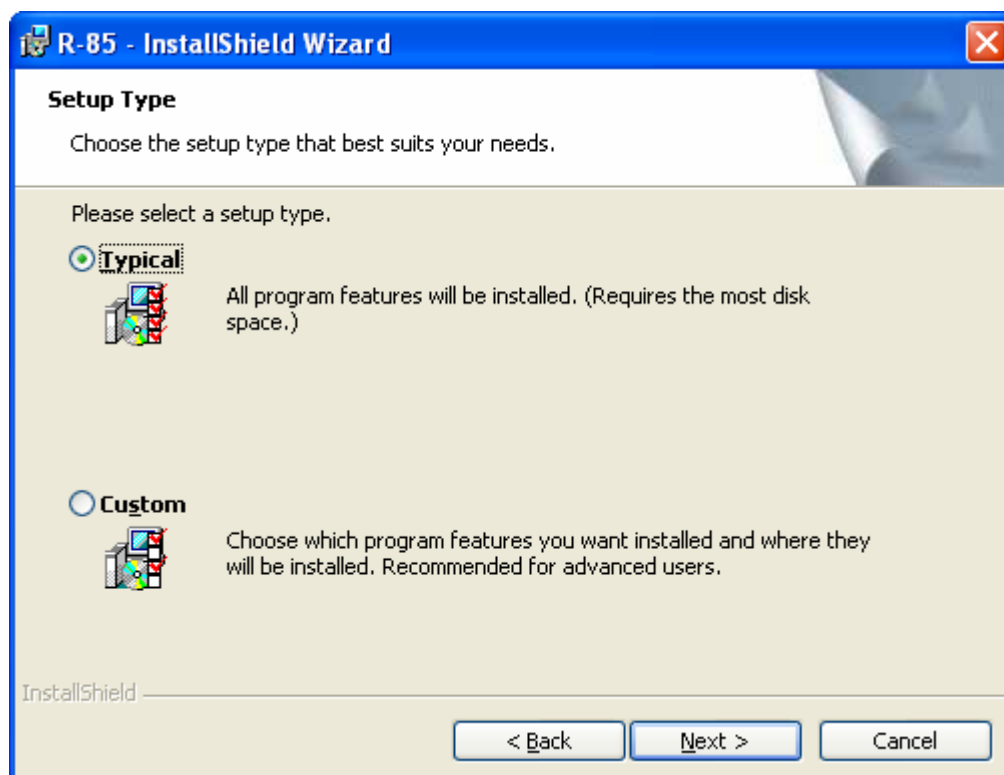 R-85 - InstallShield Wizard
Setup Type
Choose the setup type that best suits your needs.
Please select a setup type.
Typical
All program features will be installed. (Requires the most disk
space.)
Custom
Choose which program features you want installed and where they
will be installed. Recommended for advanced users.
InstallShield
< Back
Next >
Cancel